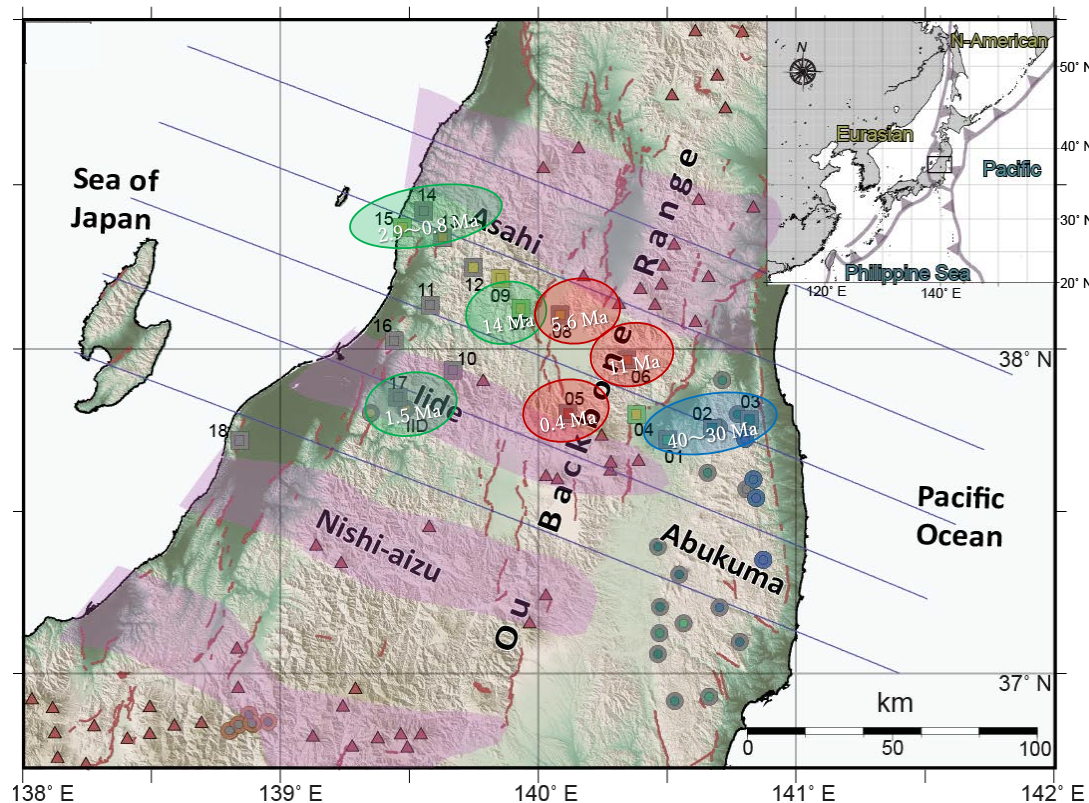 N-American
50° N
N
Eurasian
40° N
Pacific
30° N
Philippine Sea
20° N
120° E
140° E
Sea of
Japan
Range
14
15
2.9～0.8 Ma
Asahi
12
09
11
14 Ma
5.6 Ma
08
16
38° N
11 Ma
06
10
17
Iide
1.5 Ma
IID
05
0.4 Ma
04
02
03
40～30 Ma
01
18
Backbone
Pacific
Ocean
Nishi-aizu
Abukuma
Ou
37° N
km
0
50
100
138° E
139° E
140° E
141° E
142° E